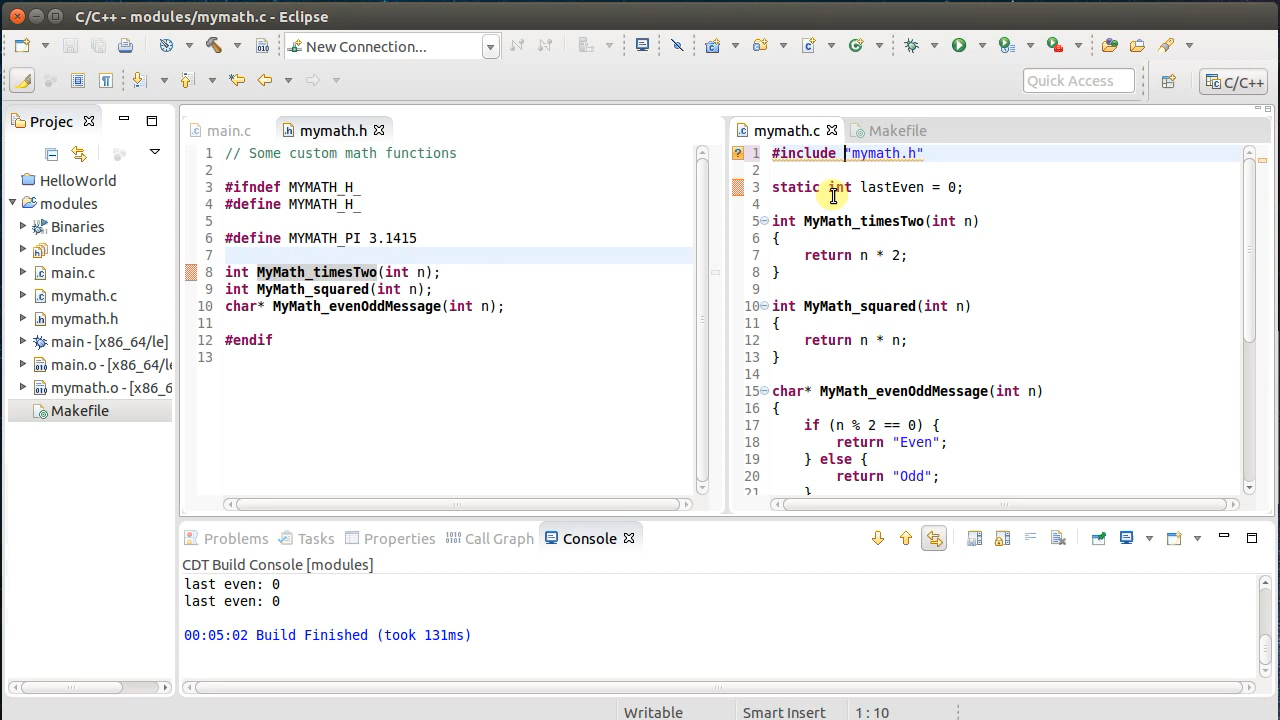 C/C++ - modules/mymath.c - Eclipse
New Connection...
Quick Access
C/C++
Projec
HelloWorld
modules
Binaries
Includes
main.c
mymath.c
mymath.h
main - [x86_64/le]
main.o - [x86_64/le
mymath.o - [x86_6
Makefile
main.c
mymath.h
1 // Some custom math functions
2
3 #ifndef MYMATH_H_
4 #define MYMATH_H_
5
6 #define MYMATH_PI 3.1415
7
8 int MyMath_timesTwo(int n);
9 int MyMath_squared(int n);
10 char* MyMath_evenOddMessage(int n);
11
12 #endif
13
mymath.c
Makefile
1 #include "mymath.h"
2
3 static int lastEven = 0;
4
5 int MyMath_timesTwo(int n)
6 {
7 return n * 2;
8 }
9
10 int MyMath_squared(int n)
11 {
12 return n * n;
13 }
14
15 char* MyMath_evenOddMessage(int n)
16 {
17 if (n % 2 == 0) {
18 return "Even";
19 } else {
20 return "Odd";
21 }
Problems
Tasks
Properties
Call Graph
Console
CDT Build Console [modules]
last even: 0
last even: 0
00:05:02 Build Finished (took 131ms)
Writable
Smart Insert
1 : 10